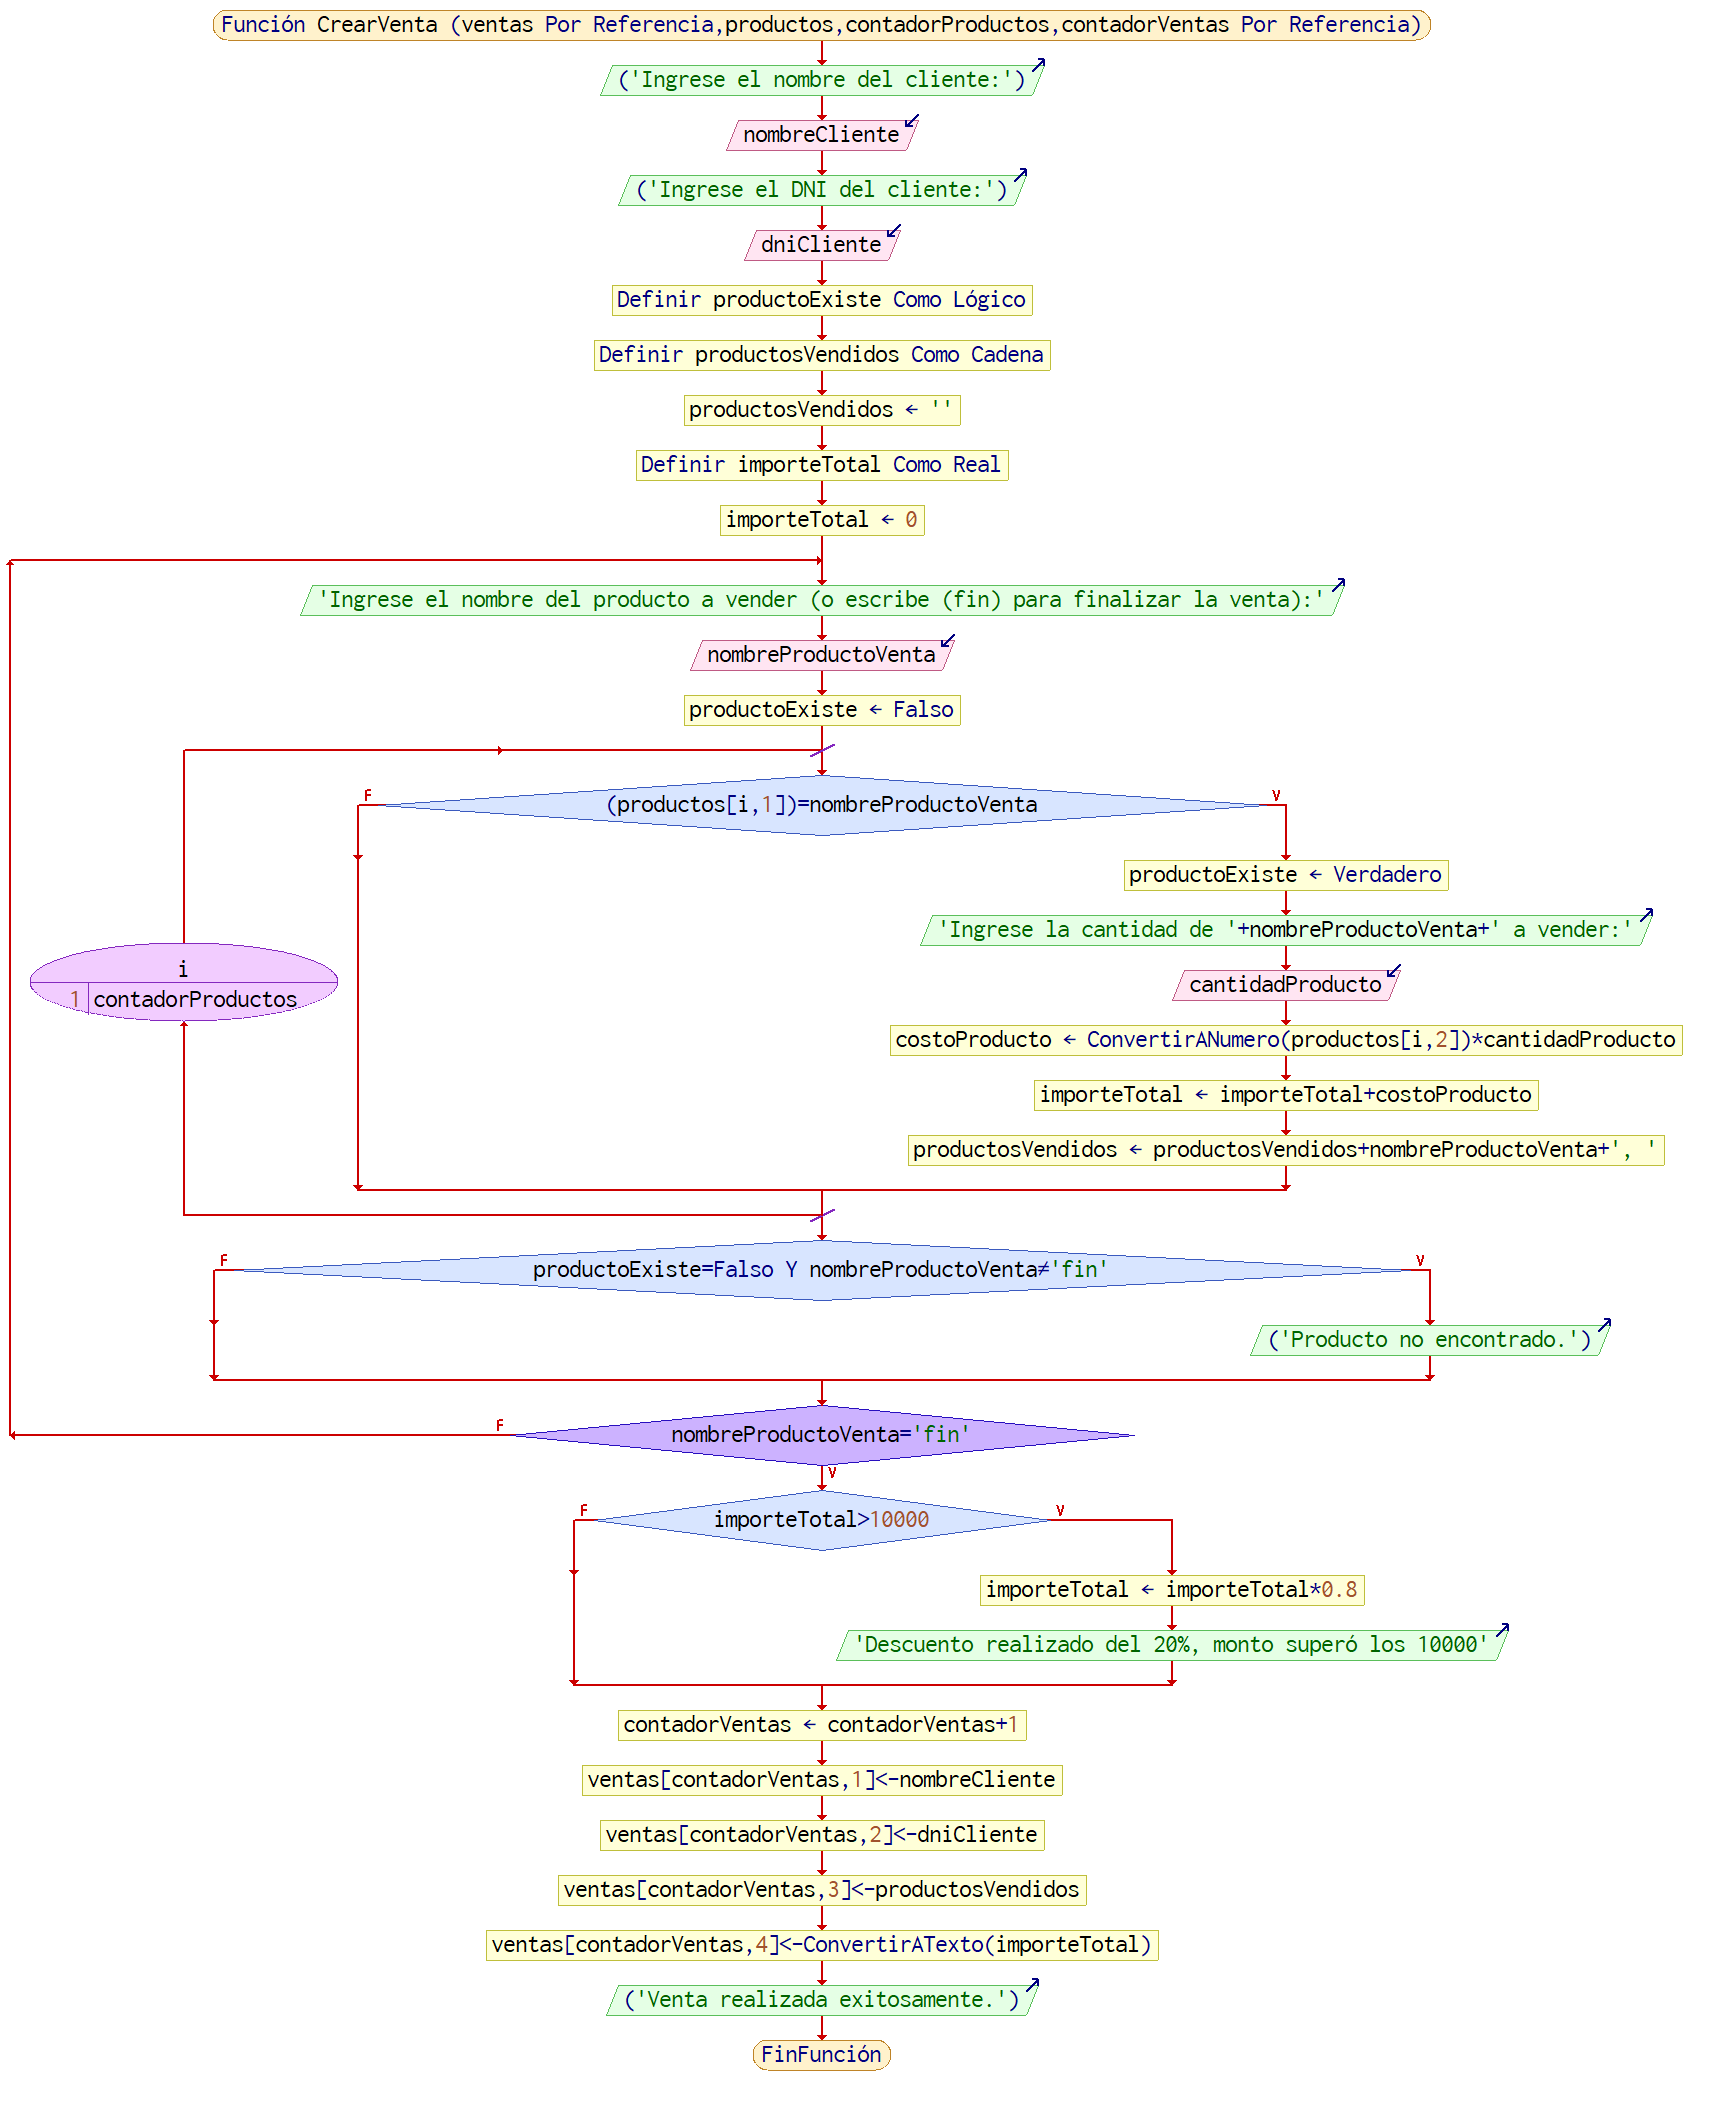 Función CrearVenta (ventas Por Referencia,productos,contadorProductos,contadorVentas Por Referencia)
('Ingrese el nombre del cliente:')
nombreCliente
('Ingrese el DNI del cliente:')
dniCliente
Definir productoExiste Como Lógico
Definir productosVendidos Como Cadena
productosVendidos ← ''
Definir importeTotal Como Real
importeTotal ← 0
'Ingrese el nombre del producto a vender (o escribe (fin) para finalizar la venta):'
nombreProductoVenta
productoExiste ← Falso
F
(productos[i,1])=nombreProductoVenta
V
productoExiste ← Verdadero
'Ingrese la cantidad de '+nombreProductoVenta+' a vender:'
i
1 contadorProductos
cantidadProducto
costoProducto ← ConvertirANumero(productos[i,2])*cantidadProducto
importeTotal ← importeTotal+costoProducto
productosVendidos ← productosVendidos+nombreProductoVenta+', '
F
productoExiste=Falso Y nombreProductoVenta≠'fin'
V
('Producto no encontrado.')
F
nombreProductoVenta='fin'
V
F
importeTotal>10000
V
importeTotal ← importeTotal*0.8
'Descuento realizado del 20%, monto superó los 10000'
contadorVentas ← contadorVentas+1
ventas[contadorVentas,1]<-nombreCliente
ventas[contadorVentas,2]<-dniCliente
ventas[contadorVentas,3]<-productosVendidos
ventas[contadorVentas,4]<-ConvertirATexto(importeTotal)
('Venta realizada exitosamente.')
FinFunción